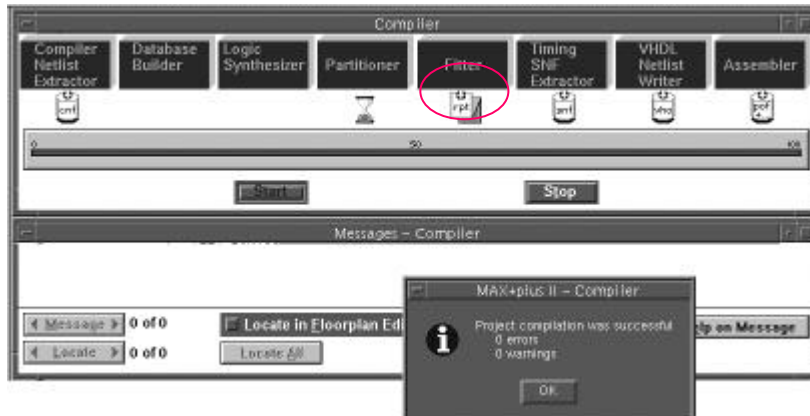 Compiler
Compiler Netlist Extractor
Database Builder
Logic Synthesizer
Partitioner
Fitter
Timing SNF Extractor
VHDL Netlist Writer
Assembler
cnf
rpt
snf
vho
pof
0 50 100
Start
Stop
Messages – Compiler
Message 0 of 0
Locate in Floorplan Edi
lp on Message
Locate 0 of 0
Locate All
MAX+plus II – Compiler
Project compilation was successful
0 errors
0 warnings
OK